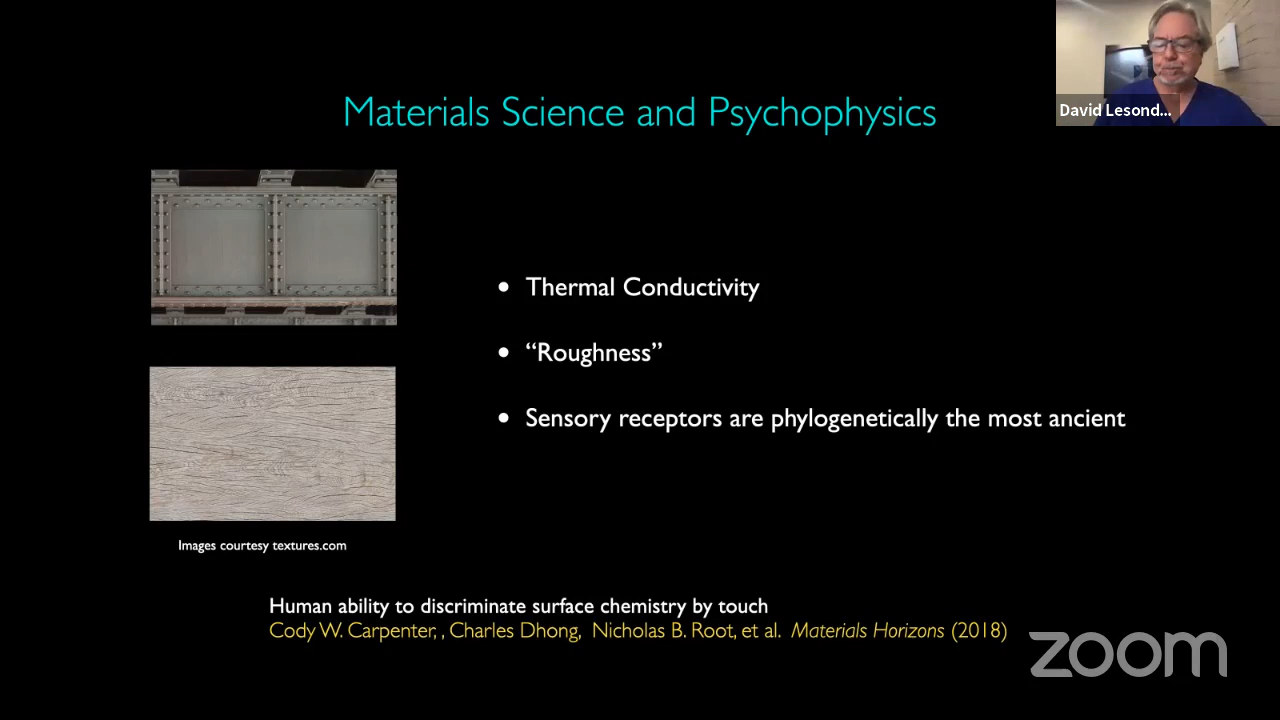 David Lesond...
Materials Science and Psychophysics
• Thermal Conductivity
• “Roughness”
• Sensory receptors are phylogenetically the most ancient
Images courtesy textures.com
Human ability to discriminate surface chemistry by touch
Cody W. Carpenter, , Charles Dhong, Nicholas B. Root, et al. Materials Horizons (2018)
zoom